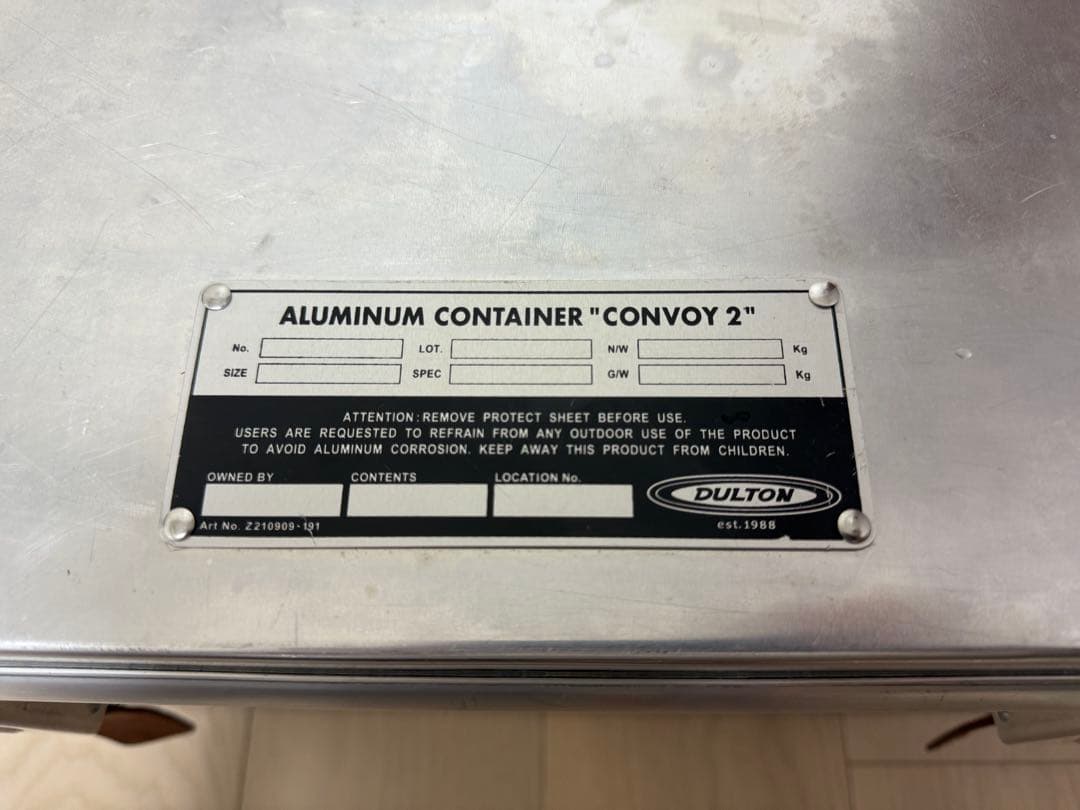 ALUMINUM CONTAINER "CONVOY 2"
No. LOT. N/W Kg
SIZE SPEC G/W Kg
ATTENTION: REMOVE PROTECT SHEET BEFORE USE.
USERS ARE REQUESTED TO REFRAIN FROM ANY OUTDOOR USE OF THE PRODUCT
TO AVOID ALUMINUM CORROSION. KEEP AWAY THIS PRODUCT FROM CHILDREN.
OWNED BY CONTENTS LOCATION No.
DULTON
Art No. Z210909-191 est.1988